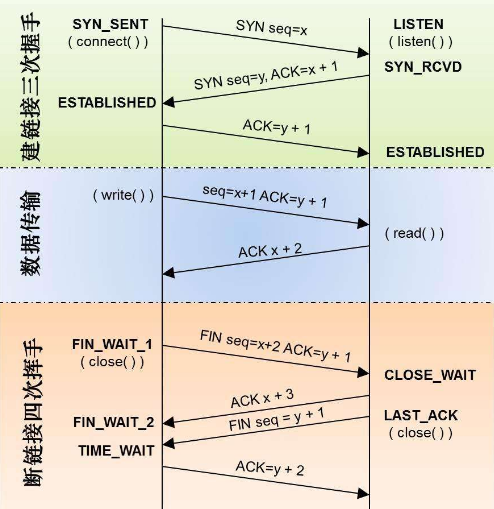 建链接三次握手
SYN_SENT
( connect( ) )
SYN seq=x
LISTEN
( listen( ) )
SYN_RCVD
SYN seq=y, ACK=x + 1
ESTABLISHED
ACK=y + 1
ESTABLISHED
数据传输
( write( ) )
seq=x+1 ACK=y + 1
( read( ) )
ACK x + 2
断链接四次挥手
FIN_WAIT_1
( close( ) )
FIN seq=x+2 ACK=y + 1
CLOSE_WAIT
ACK x + 3
FIN_WAIT_2
FIN seq = y + 1
LAST_ACK
( close( ) )
TIME_WAIT
ACK=y + 2